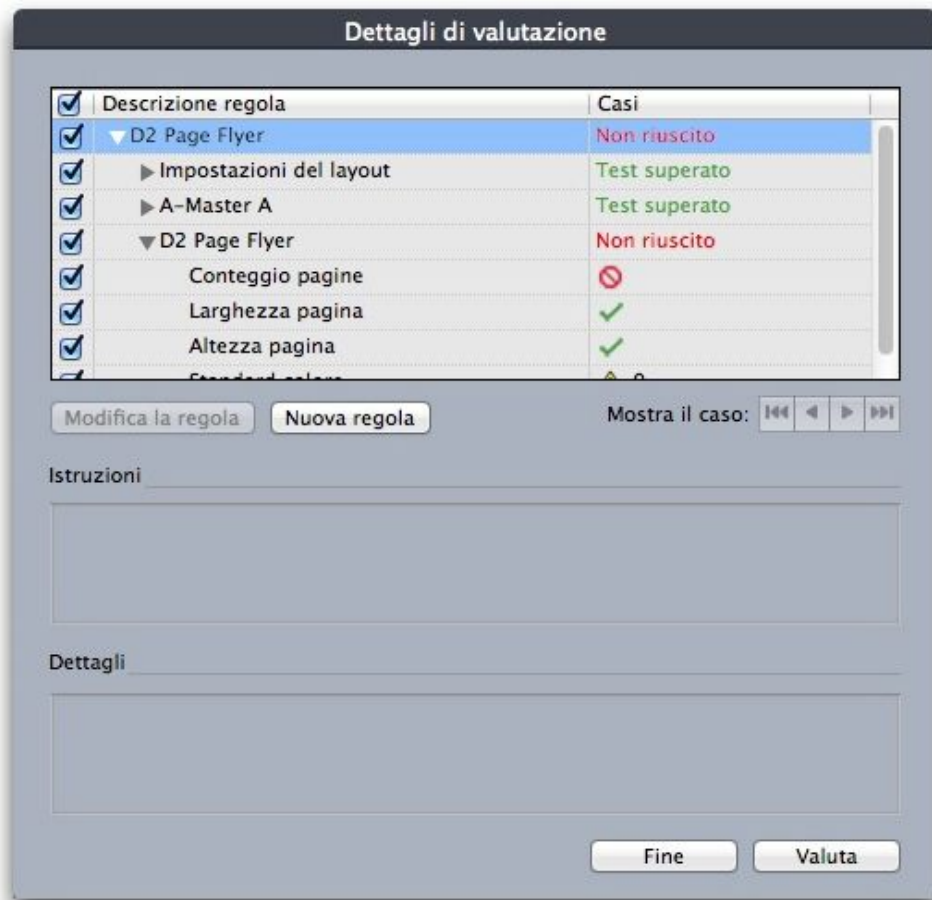 Dettagli di valutazione
Descrizione regola Casi
D2 Page Flyer Non riuscito
Impostazioni del layout Test superato
A-Master A Test superato
D2 Page Flyer Non riuscito
Conteggio pagine
Larghezza pagina
Altezza pagina
Standard colore
Modifica la regola Nuova regola Mostra il caso:
Istruzioni
Dettagli
Fine Valuta